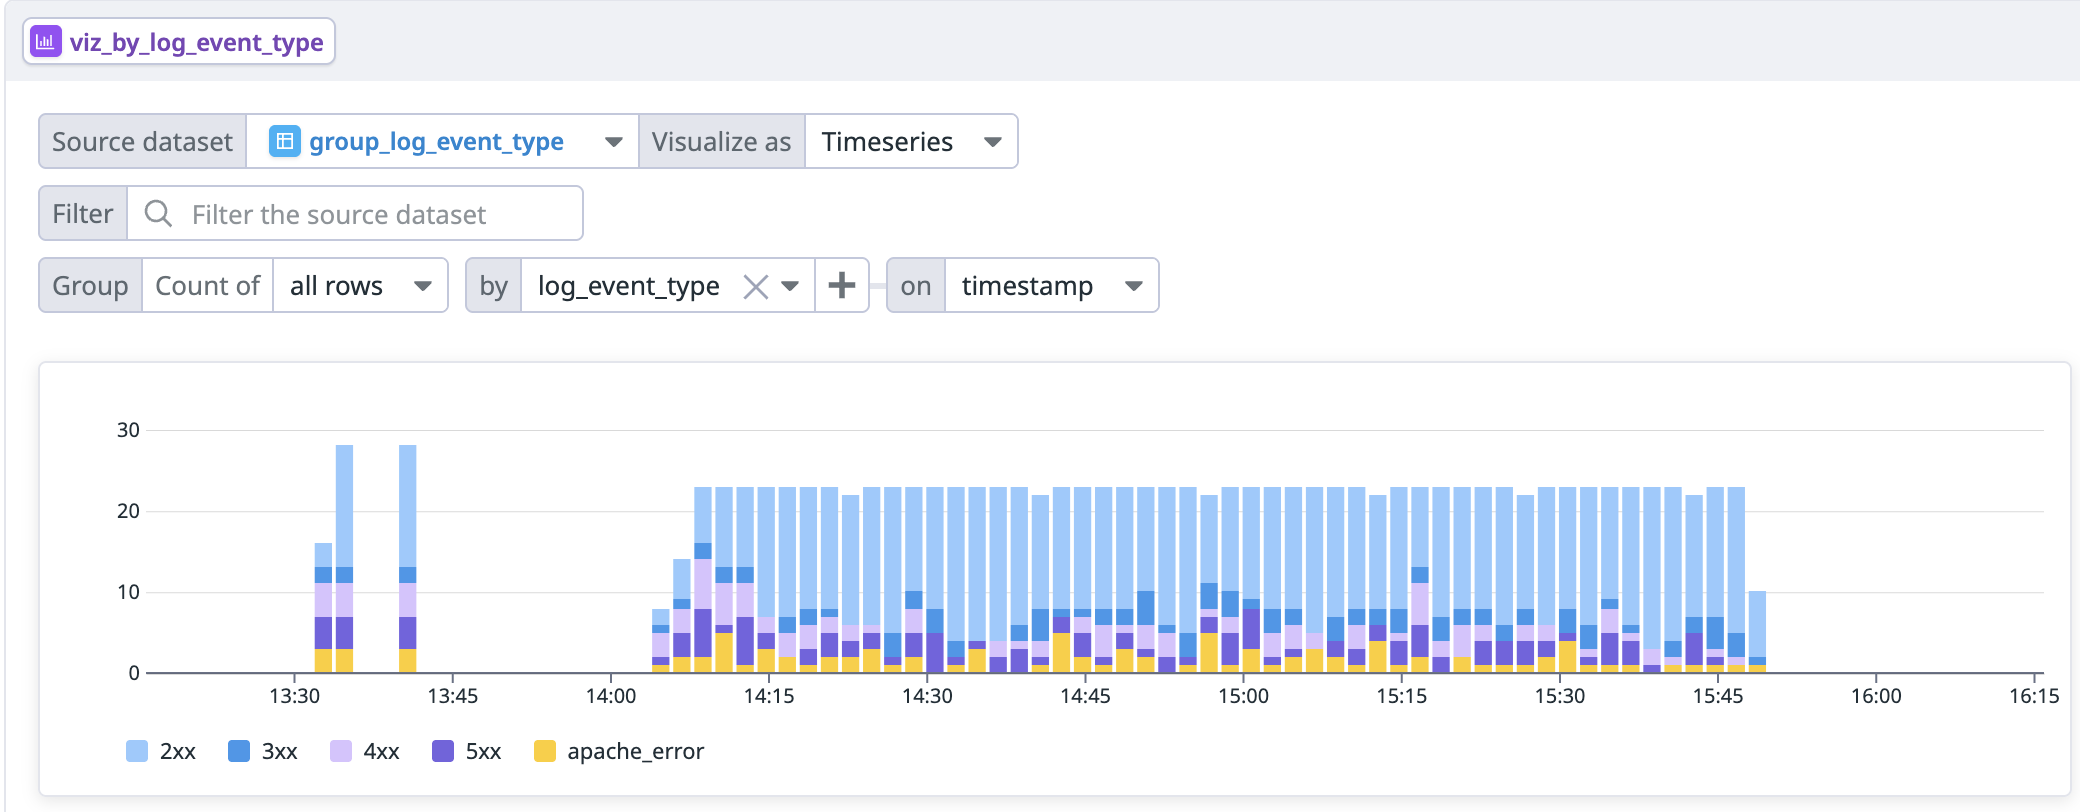 viz_by_log_event_type
Source dataset group_log_event_type Visualize as Timeseries
Filter Filter the source dataset
Group Count of all rows by log_event_type on timestamp
30
20
10
0
13:30 13:45 14:00 14:15 14:30 14:45 15:00 15:15 15:30 15:45 16:00 16:15
2xx 3xx 4xx 5xx apache_error